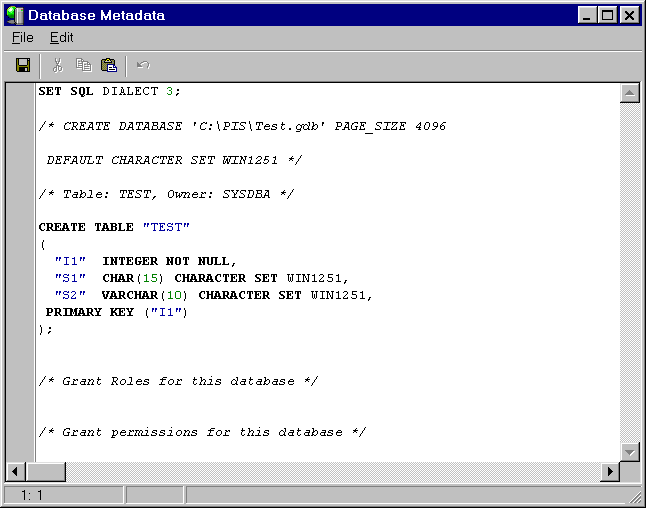 Database Metadata
File Edit
SET SQL DIALECT 3;
/* CREATE DATABASE 'C:\PIS\Test.gdb' PAGE_SIZE 4096
DEFAULT CHARACTER SET WIN1251 */
/* Table: TEST, Owner: SYSDBA */
CREATE TABLE "TEST"
(
"I1" INTEGER NOT NULL,
"S1" CHAR(15) CHARACTER SET WIN1251,
"S2" VARCHAR(10) CHARACTER SET WIN1251,
PRIMARY KEY ("I1")
);
/* Grant Roles for this database */
/* Grant permissions for this database */
1: 1